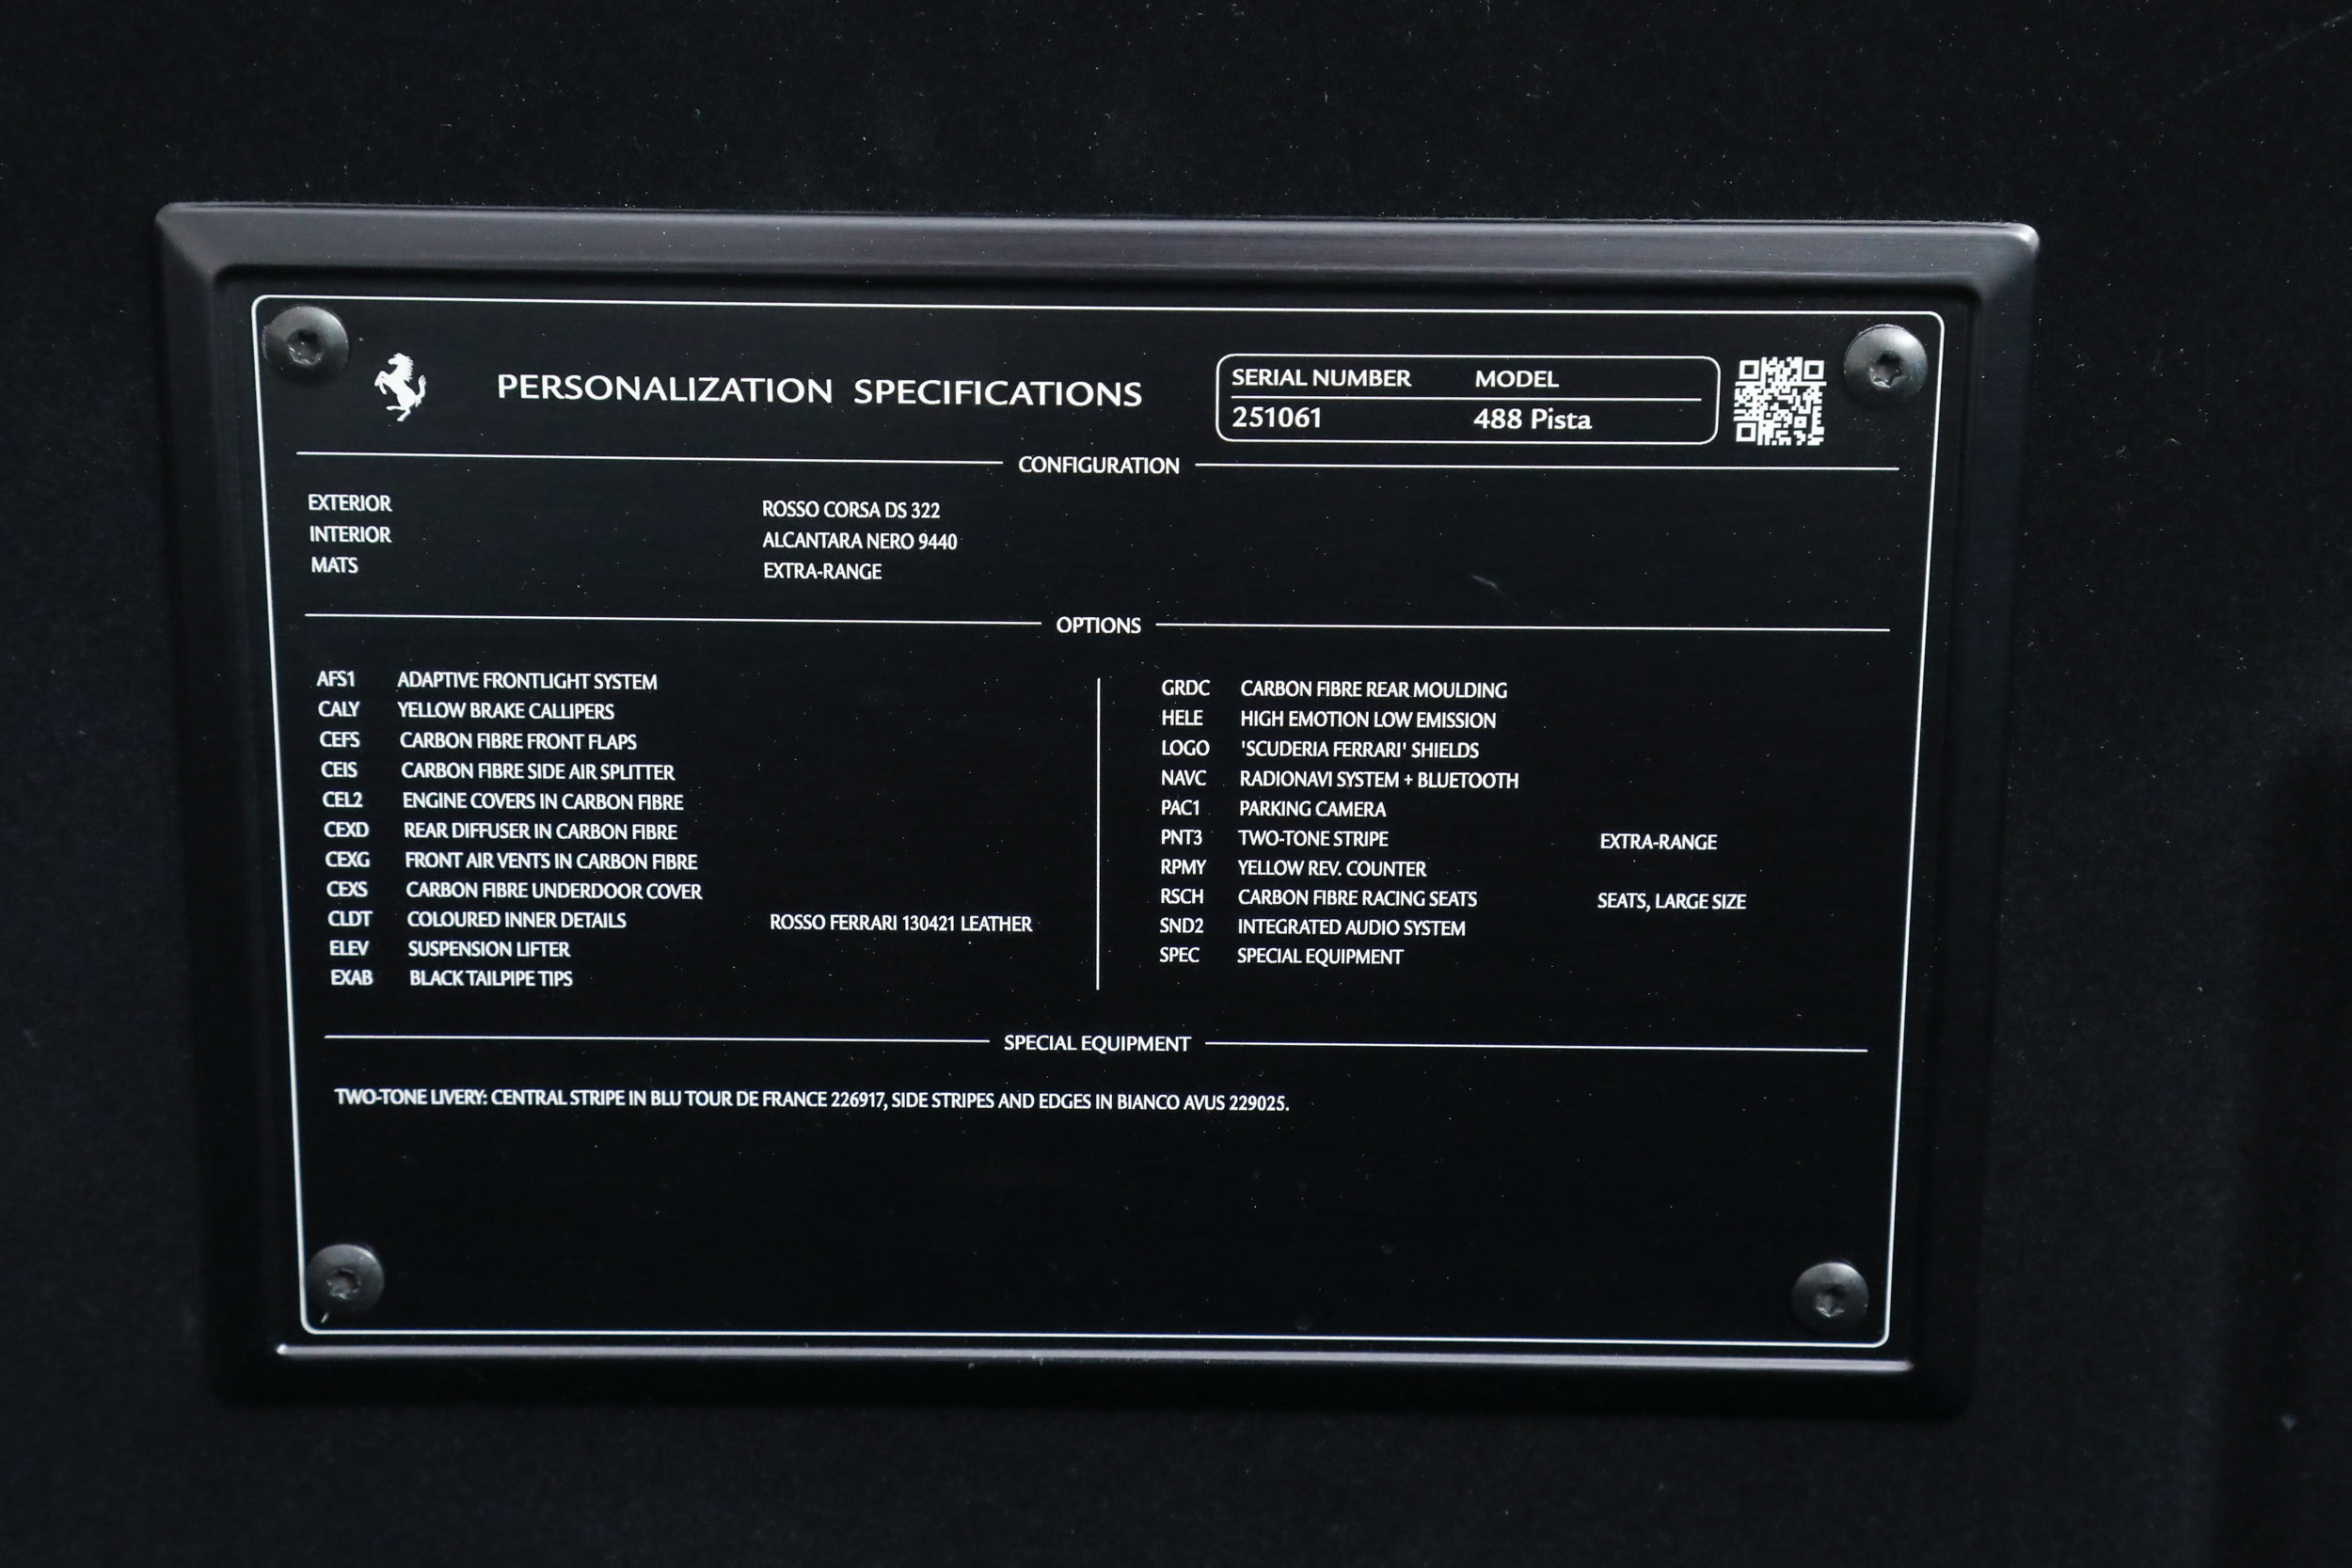 PERSONALIZATION SPECIFICATIONS
SERIAL NUMBER MODEL
251061 488 Pista
CONFIGURATION
EXTERIOR ROSSO CORSA DS 322
INTERIOR ALCANTARA NERO 9440
MATS EXTRA-RANGE
OPTIONS
AFS1 ADAPTIVE FRONTLIGHT SYSTEM
CALY YELLOW BRAKE CALLIPERS
CEFS CARBON FIBRE FRONT FLAPS
CEIS CARBON FIBRE SIDE AIR SPLITTER
CEL2 ENGINE COVERS IN CARBON FIBRE
CEXD REAR DIFFUSER IN CARBON FIBRE
CEXG FRONT AIR VENTS IN CARBON FIBRE
CEXS CARBON FIBRE UNDERDOOR COVER
CLDT COLOURED INNER DETAILS ROSSO FERRARI 130421 LEATHER
ELEV SUSPENSION LIFTER
EXAB BLACK TAILPIPE TIPS
GRDC CARBON FIBRE REAR MOULDING
HELE HIGH EMOTION LOW EMISSION
LOGO 'SCUDERIA FERRARI' SHIELDS
NAVC RADIONAVI SYSTEM + BLUETOOTH
PAC1 PARKING CAMERA
PNT3 TWO-TONE STRIPE EXTRA-RANGE
RPMY YELLOW REV. COUNTER
RSCH CARBON FIBRE RACING SEATS SEATS, LARGE SIZE
SND2 INTEGRATED AUDIO SYSTEM
SPEC SPECIAL EQUIPMENT
SPECIAL EQUIPMENT
TWO-TONE LIVERY: CENTRAL STRIPE IN BLU TOUR DE FRANCE 226917, SIDE STRIPES AND EDGES IN BIANCO AVUS 229025.